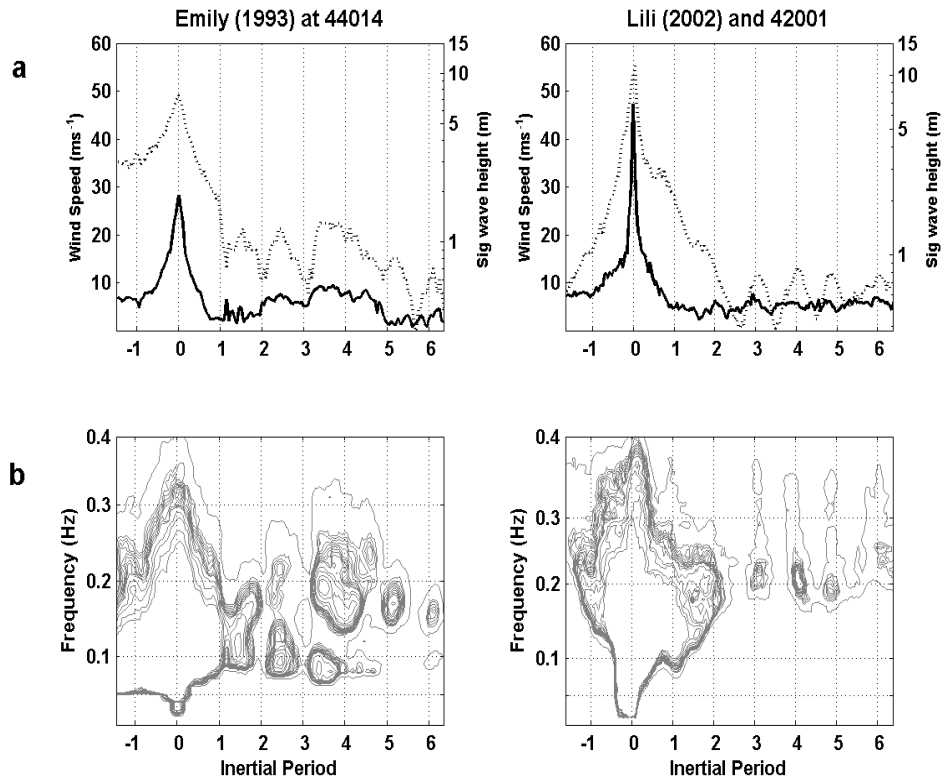 Emily (1993) at 44014
Lili (2002) and 42001
a
60
50
40
30
20
10
Wind Speed (ms⁻¹)
15
10
5
1
Sig wave height (m)
-1 0 1 2 3 4 5 6
60
50
40
30
20
10
Wind Speed (ms⁻¹)
15
10
5
1
Sig wave height (m)
-1 0 1 2 3 4 5 6
b
0.4
0.3
0.2
0.1
Frequency (Hz)
-1 0 1 2 3 4 5 6
Inertial Period
0.4
0.3
0.2
0.1
Frequency (Hz)
-1 0 1 2 3 4 5 6
Inertial Period